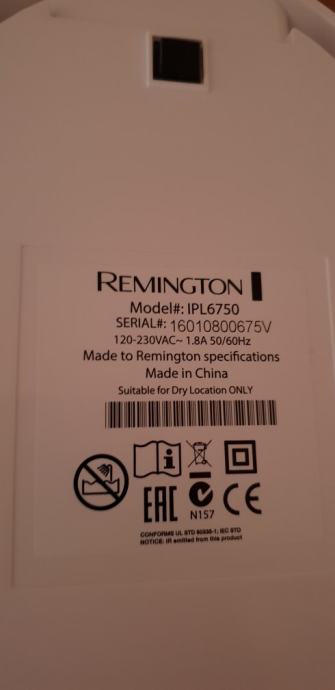 REMINGTON
Model#: IPL6750
SERIAL#: 16010800675V
120-230VAC~ 1.8A 50/60Hz
Made to Remington specifications
Made in China
Suitable for Dry Location ONLY
EAC
CE
N157
CONFORMS UL STD 60335-1; IEC STD
NOTICE: IR emitted from this product